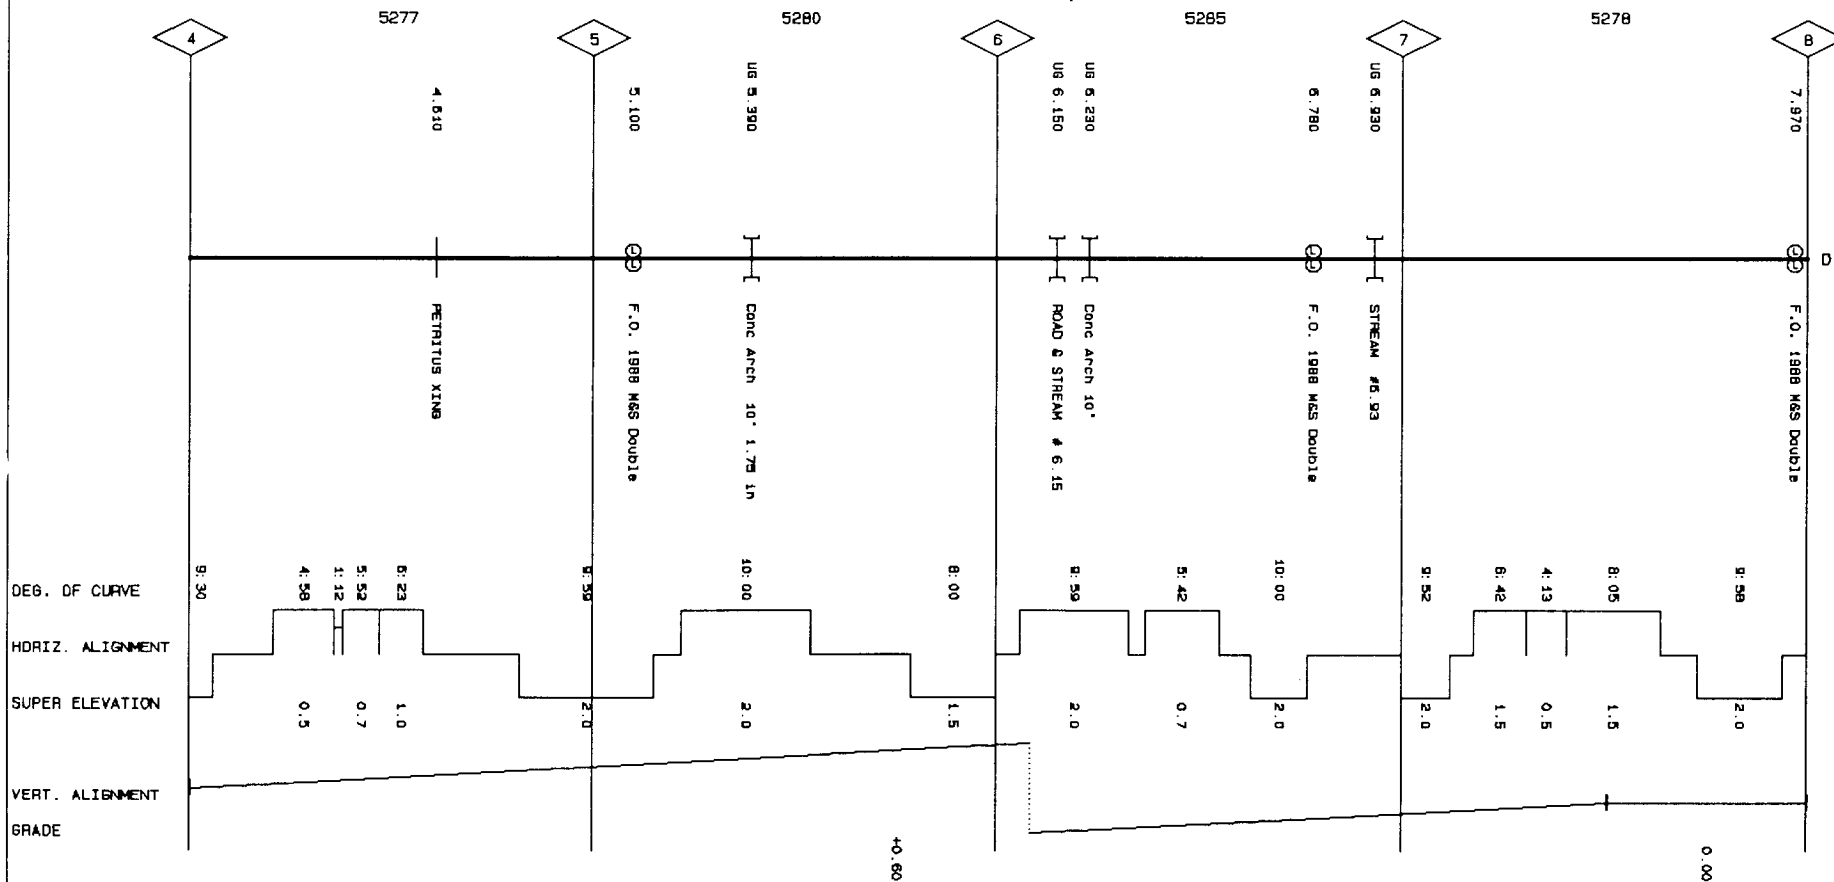 5277
5280
5285
5278
4
5
6
7
8
4.610
5.100
UG 5.390
UG 6.150
UG 6.230
6.780
UG 6.930
7.970
D
PETRITUS XING
F.O. 1988 M&S Double
Conc Arch 10" 1.75 in
ROAD & STREAM # 6.15
Conc Arch 10"
F.O. 1988 M&S Double
STREAM #6.93
F.O. 1988 M&S Double
DEG. OF CURVE
9:30
4:58
1:12
5:52
6:23
9:59
10:00
8:00
9:59
5:42
10:00
9:52
6:42
4:13
8:05
9:58
HORIZ. ALIGNMENT
SUPER ELEVATION
0.5
0.7
1.0
2.0
2.0
1.5
2.0
0.7
2.0
2.0
1.5
0.5
1.5
2.0
VERT. ALIGNMENT
GRADE
+0.60
0.00